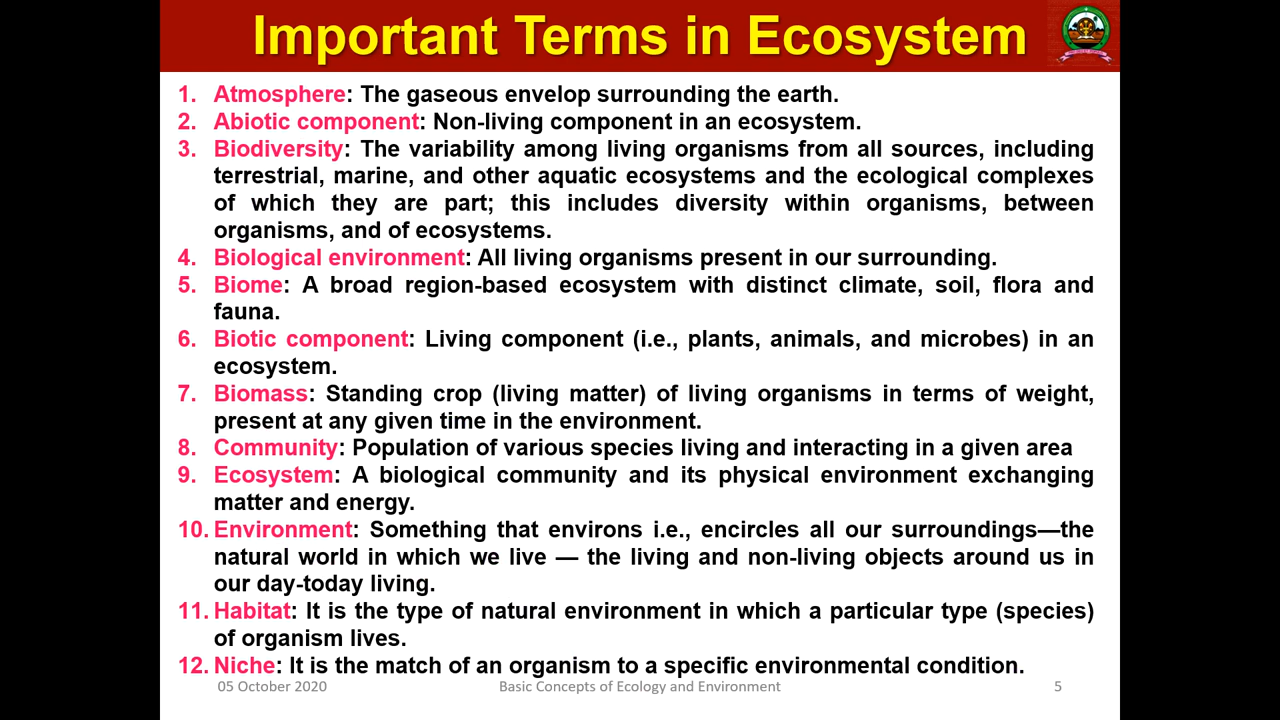 Important Terms in Ecosystem
1. Atmosphere: The gaseous envelop surrounding the earth.
2. Abiotic component: Non-living component in an ecosystem.
3. Biodiversity: The variability among living organisms from all sources, including
terrestrial, marine, and other aquatic ecosystems and the ecological complexes
of which they are part; this includes diversity within organisms, between
organisms, and of ecosystems.
4. Biological environment: All living organisms present in our surrounding.
5. Biome: A broad region-based ecosystem with distinct climate, soil, flora and
fauna.
6. Biotic component: Living component (i.e., plants, animals, and microbes) in an
ecosystem.
7. Biomass: Standing crop (living matter) of living organisms in terms of weight,
present at any given time in the environment.
8. Community: Population of various species living and interacting in a given area
9. Ecosystem: A biological community and its physical environment exchanging
matter and energy.
10. Environment: Something that environs i.e., encircles all our surroundings—the
natural world in which we live — the living and non-living objects around us in
our day-today living.
11. Habitat: It is the type of natural environment in which a particular type (species)
of organism lives.
12. Niche: It is the match of an organism to a specific environmental condition.
05 October 2020
Basic Concepts of Ecology and Environment
5